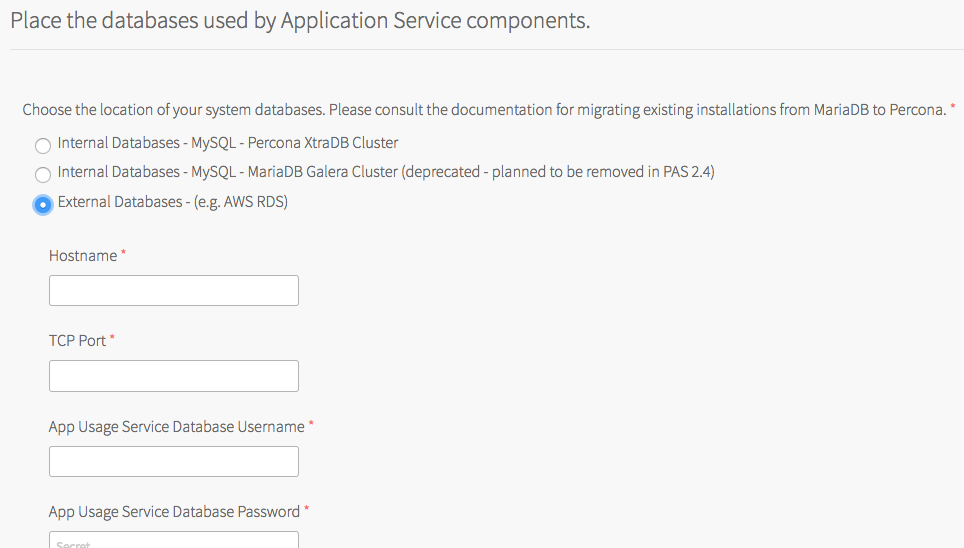 Place the databases used by Application Service components.
Choose the location of your system databases. Please consult the documentation for migrating existing installations from MariaDB to Percona. *
Internal Databases - MySQL - Percona XtraDB Cluster
Internal Databases - MySQL - MariaDB Galera Cluster (deprecated - planned to be removed in PAS 2.4)
External Databases - (e.g. AWS RDS)
Hostname *
TCP Port *
App Usage Service Database Username *
App Usage Service Database Password *
Secret